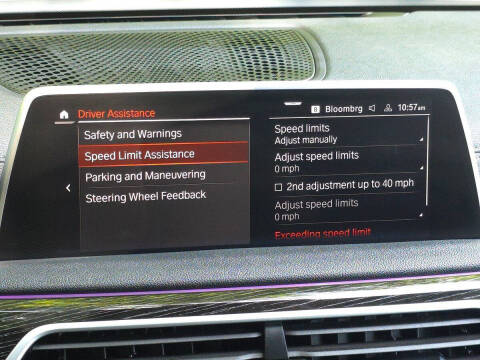 Driver Assistance
B Bloombrg 10:57am
Safety and Warnings
Speed Limit Assistance
Parking and Maneuvering
Steering Wheel Feedback
Speed limits
Adjust manually
Adjust speed limits
0 mph
2nd adjustment up to 40 mph
Adjust speed limits
0 mph
Exceeding speed limit